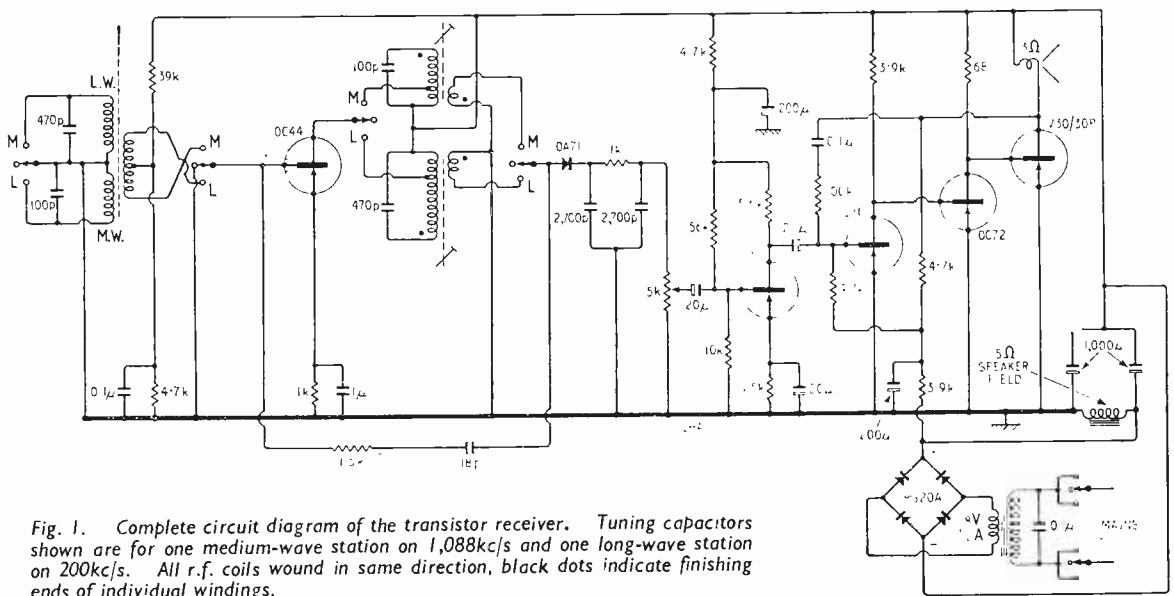 L.W.
M
470p
L
100p
M.W.
39k
M
L
0.1µ
4·7k
OC44
1k
1µ
M
L
100p
470p
M
L
OA71
1k
2,700p
2,700p
5k
20µ
18p
4·7k
200µ
10k
0·1µ
3·9k
4·7k
3·9k
200µ
68
OC72
3Ω
5Ω
SPEAKER
FIELD
1,000µ
MAINS
Fig. 1. Complete circuit diagram of the transistor receiver. Tuning capacitors
shown are for one medium-wave station on 1,088kc/s and one long-wave station
on 200kc/s. All r.f. coils wound in same direction, black dots indicate finishing
ends of individual windings.